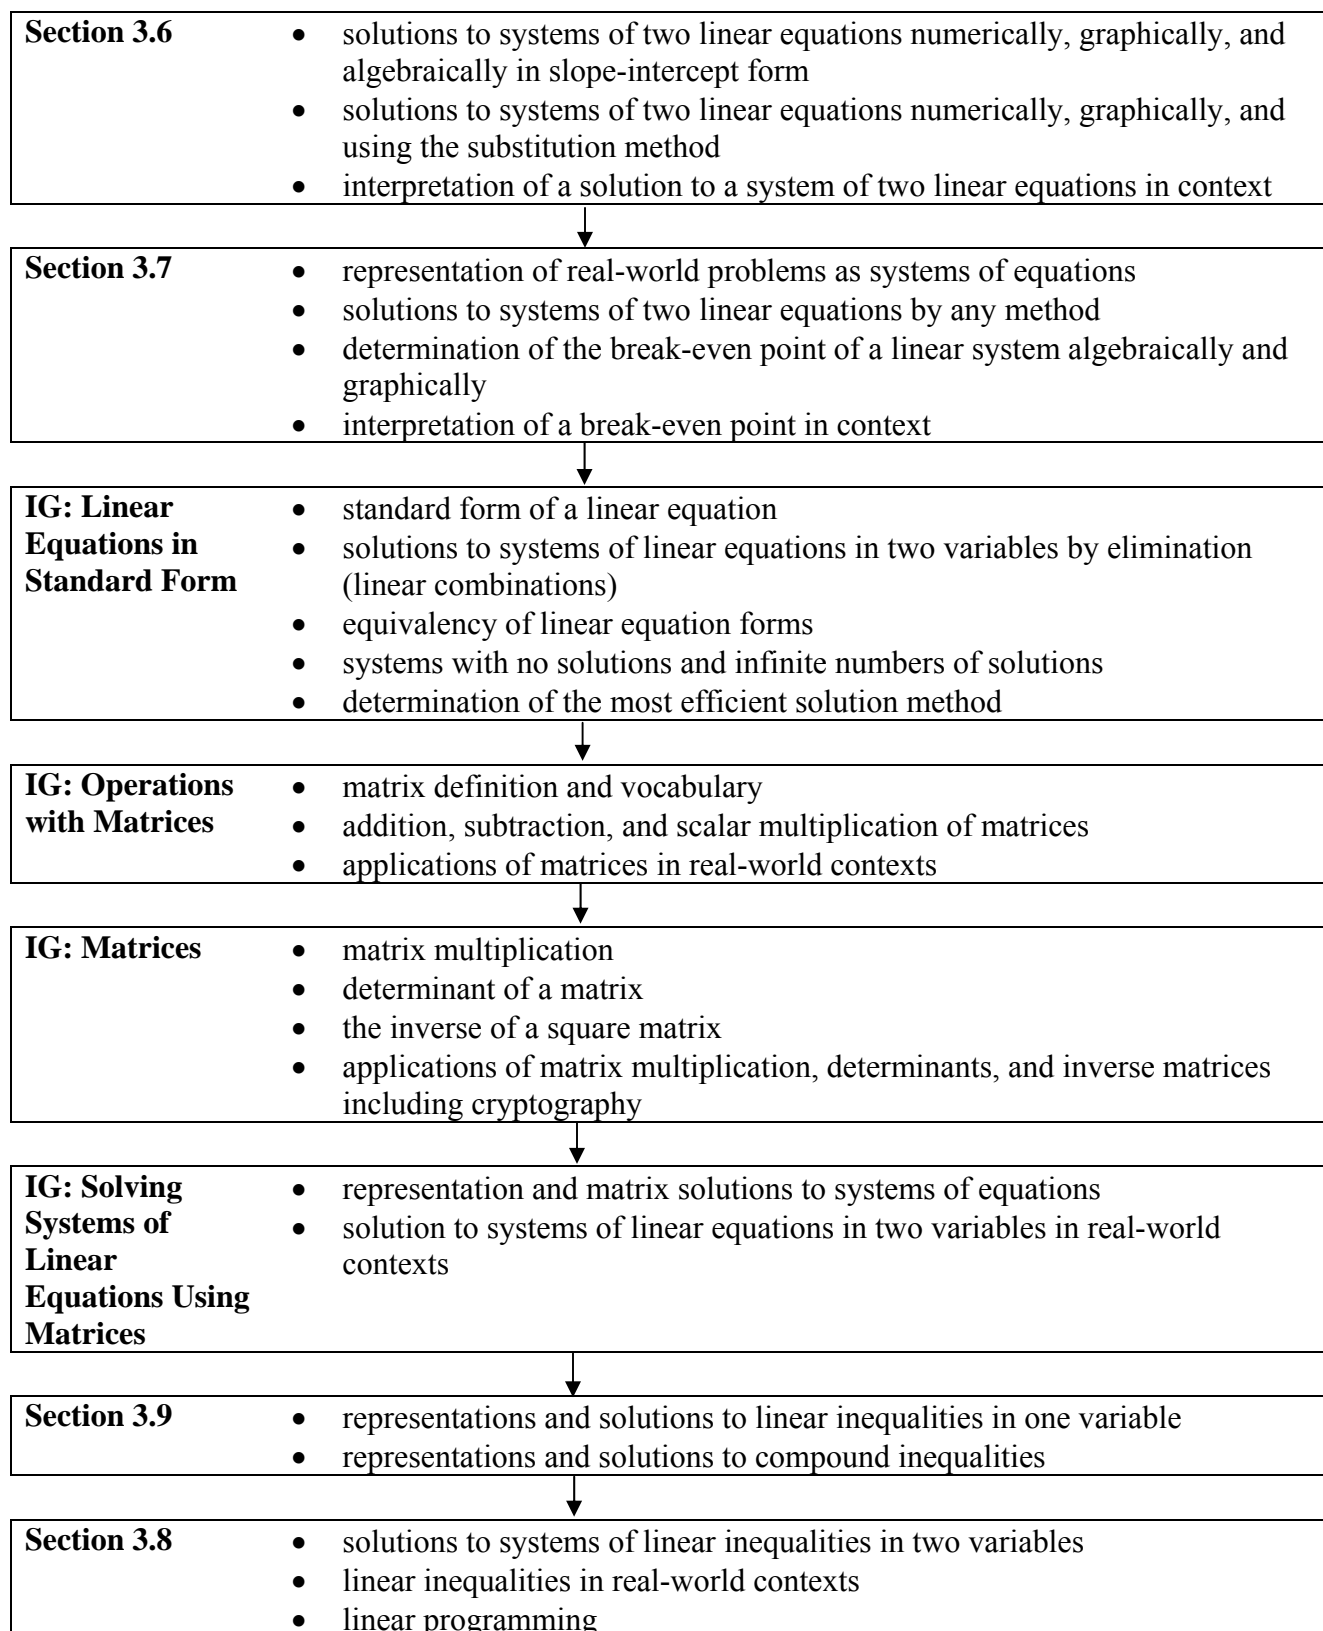 Section 3.6
• solutions to systems of two linear equations numerically, graphically, and
algebraically in slope-intercept form
• solutions to systems of two linear equations numerically, graphically, and
using the substitution method
• interpretation of a solution to a system of two linear equations in context
Section 3.7
• representation of real-world problems as systems of equations
• solutions to systems of two linear equations by any method
• determination of the break-even point of a linear system algebraically and
graphically
• interpretation of a break-even point in context
IG: Linear
Equations in
Standard Form
• standard form of a linear equation
• solutions to systems of linear equations in two variables by elimination
(linear combinations)
• equivalency of linear equation forms
• systems with no solutions and infinite numbers of solutions
• determination of the most efficient solution method
IG: Operations
with Matrices
• matrix definition and vocabulary
• addition, subtraction, and scalar multiplication of matrices
• applications of matrices in real-world contexts
IG: Matrices
• matrix multiplication
• determinant of a matrix
• the inverse of a square matrix
• applications of matrix multiplication, determinants, and inverse matrices
including cryptography
IG: Solving
Systems of
Linear
Equations Using
Matrices
• representation and matrix solutions to systems of equations
• solution to systems of linear equations in two variables in real-world
contexts
Section 3.9
• representations and solutions to linear inequalities in one variable
• representations and solutions to compound inequalities
Section 3.8
• solutions to systems of linear inequalities in two variables
• linear inequalities in real-world contexts
• linear programming